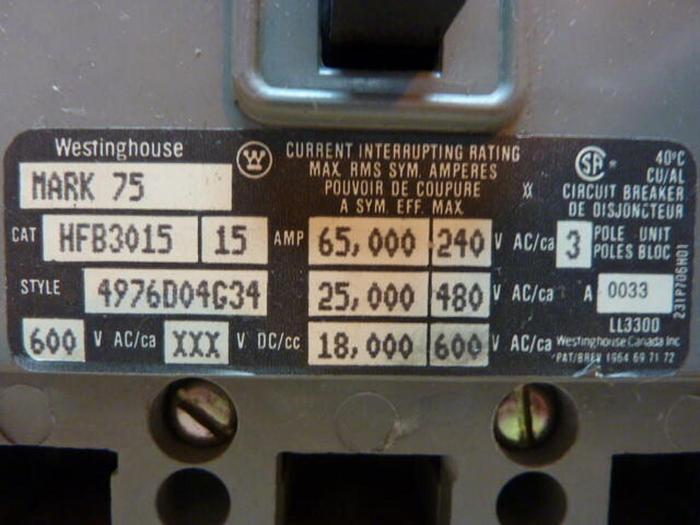 Westinghouse
W
MARK 75
CURRENT INTERRUPTING RATING
MAX. RMS SYM. AMPERES
POUVOIR DE COUPURE
A SYM. EFF. MAX.
SA
40°C
CU/AL
CIRCUIT BREAKER
DE DISJONCTEUR
CAT HFB3015 15 AMP 65,000 240 V AC/ca 3 POLE UNIT
POLES BLOC
STYLE 4976D04G34 25,000 480 V AC/ca A 0033
600 V AC/ca XXX V DC/cc 18,000 600 V AC/ca
LL3300
Westinghouse Canada Inc
PAT/BREV 1964 69 71 72
231P706H01